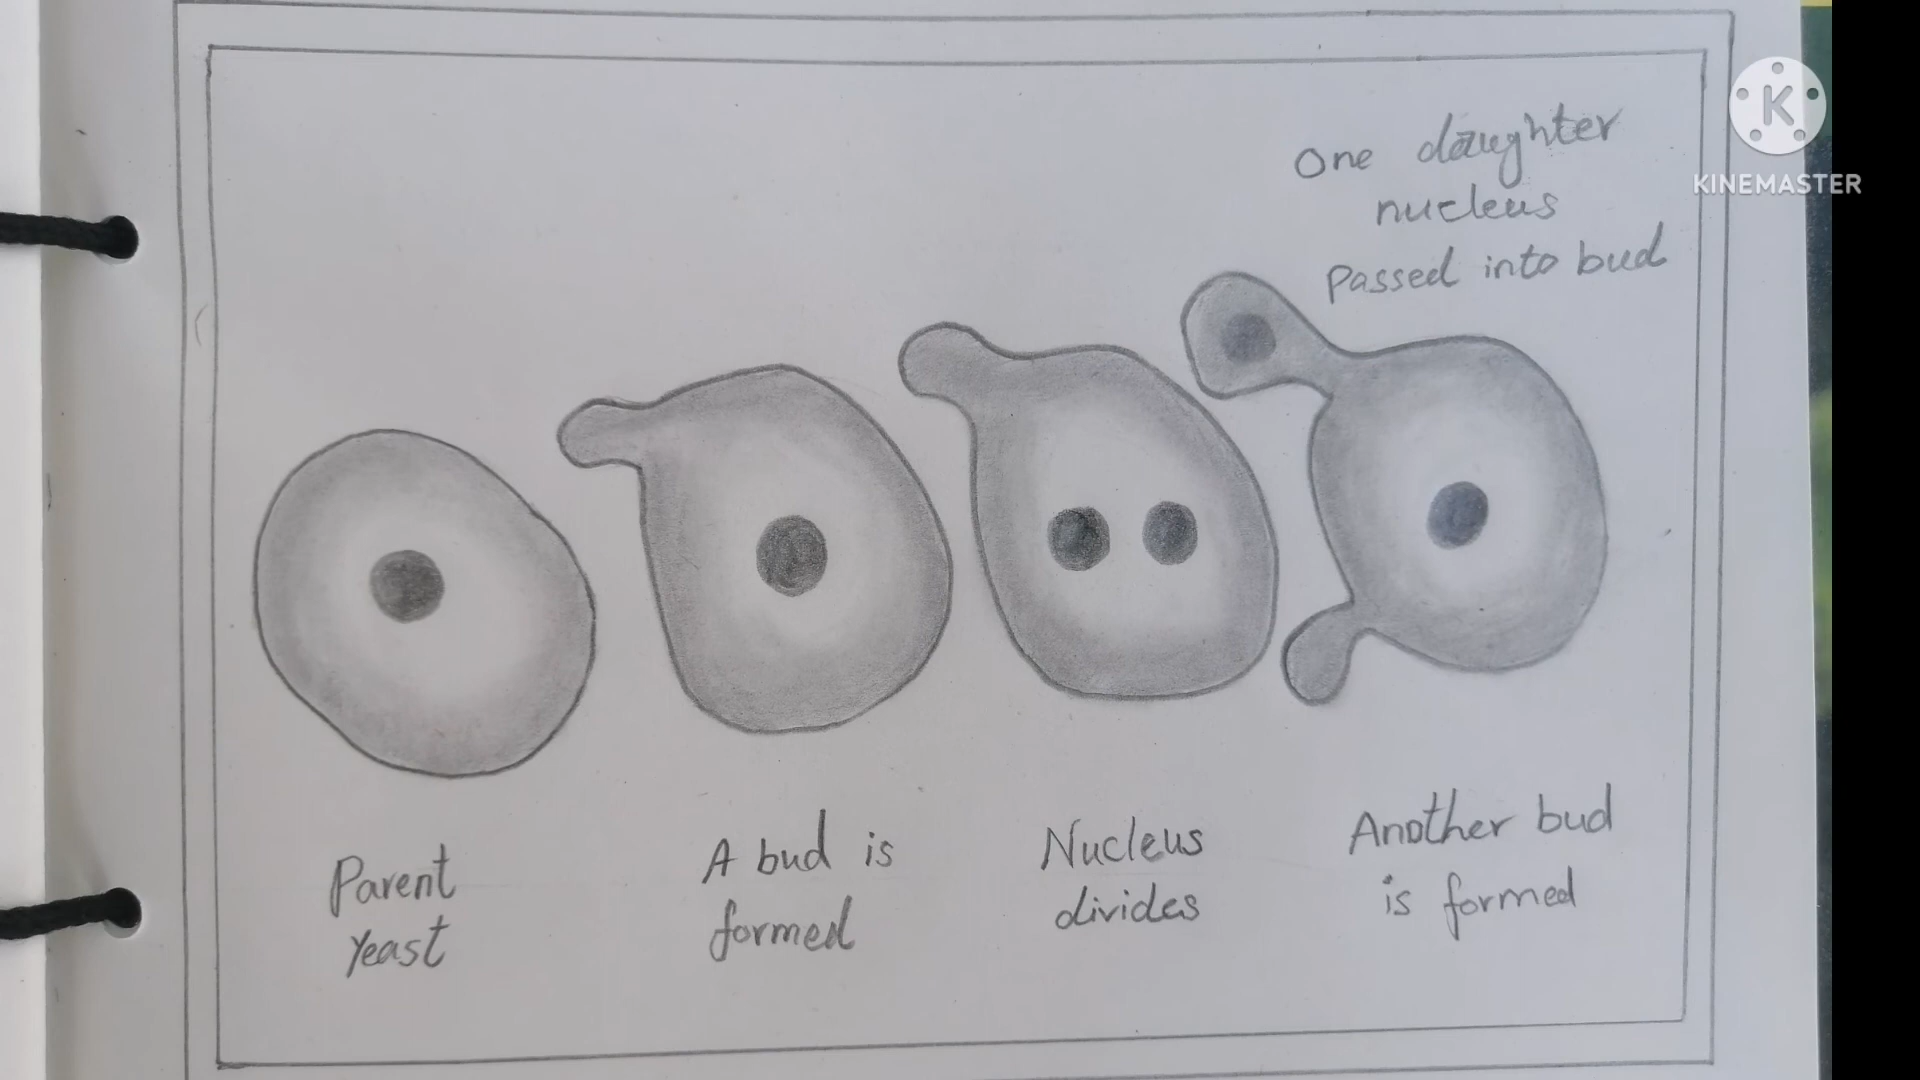 One daughter
nucleus
Passed into bud
KINEMASTER
Parent
Yeast
A bud is
formed
Nucleus
divides
Another bud
is formed